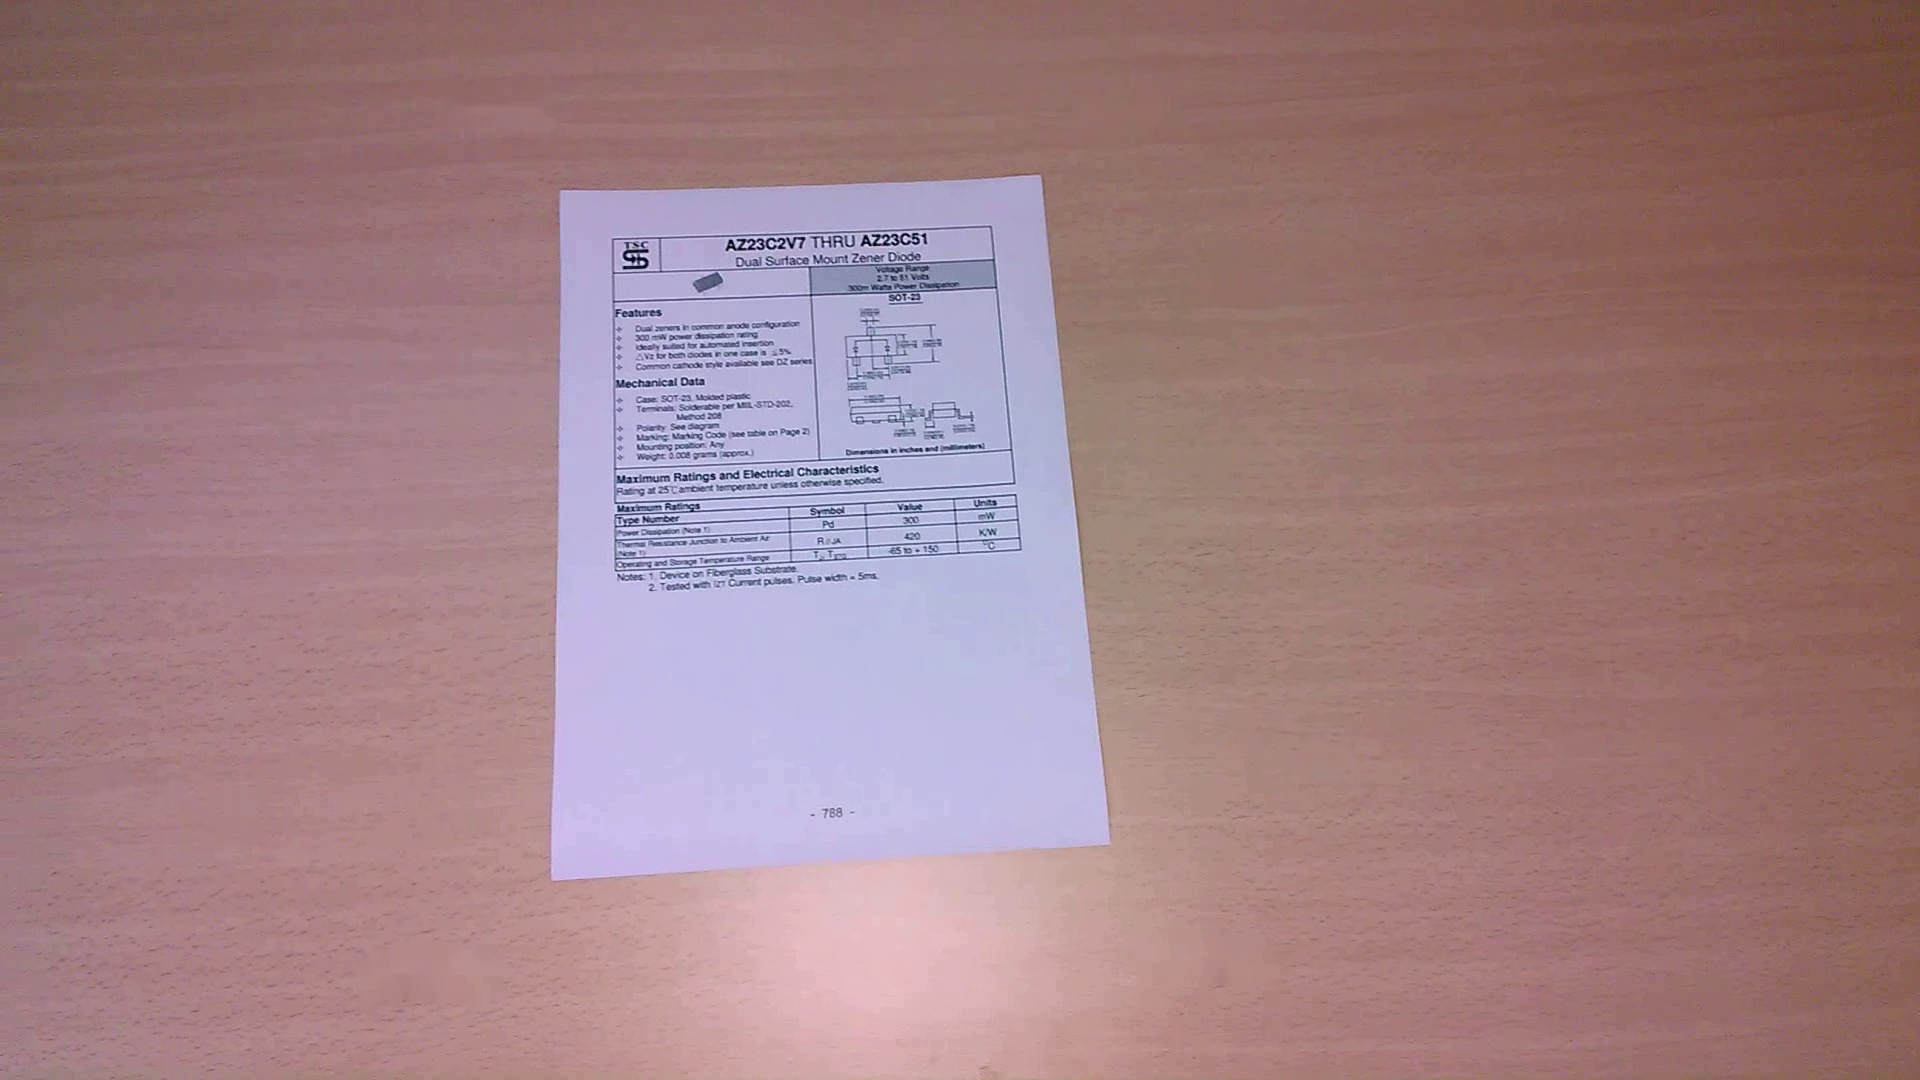 TSC
AZ23C2V7 THRU AZ23C51
Dual Surface Mount Zener Diode
Voltage Range
2.7 to 51 Volts
300m Watts Power Dissipation
SOT-23
Features
Dual zeners in common anode configuration
300 mW power dissipation rating
Ideally suited for automated insertion
△Vz for both diodes in one case is ≤5%
Common cathode style available see DZ series
Mechanical Data
Case: SOT-23, Molded plastic
Terminals: Solderable per MIIL-STD-202,
Method 208
Polarity: See diagram
Marking: Marking Code (see table on Page 2)
Mounting position: Any
Weight: 0.008 grams (approx.)
Dimensions in inches and (millimeters)
Maximum Ratings and Electrical Characteristics
Rating at 25℃ ambient temperature unless otherwise specified.
Maximum Ratings
Type Number Symbol Value Units
Power Dissipation (Note 1) Pd 300 mW
Thermal Resistance Junction to Ambient Air
(Note 1) RθJA 420 K/W
Operating and Storage Temperature Range TJ, TSTG -65 to + 150 °C
Notes: 1. Device on Fiberglass Substrate.
2. Tested with IZT Current pulses. Pulse width = 5ms.
- 788 -